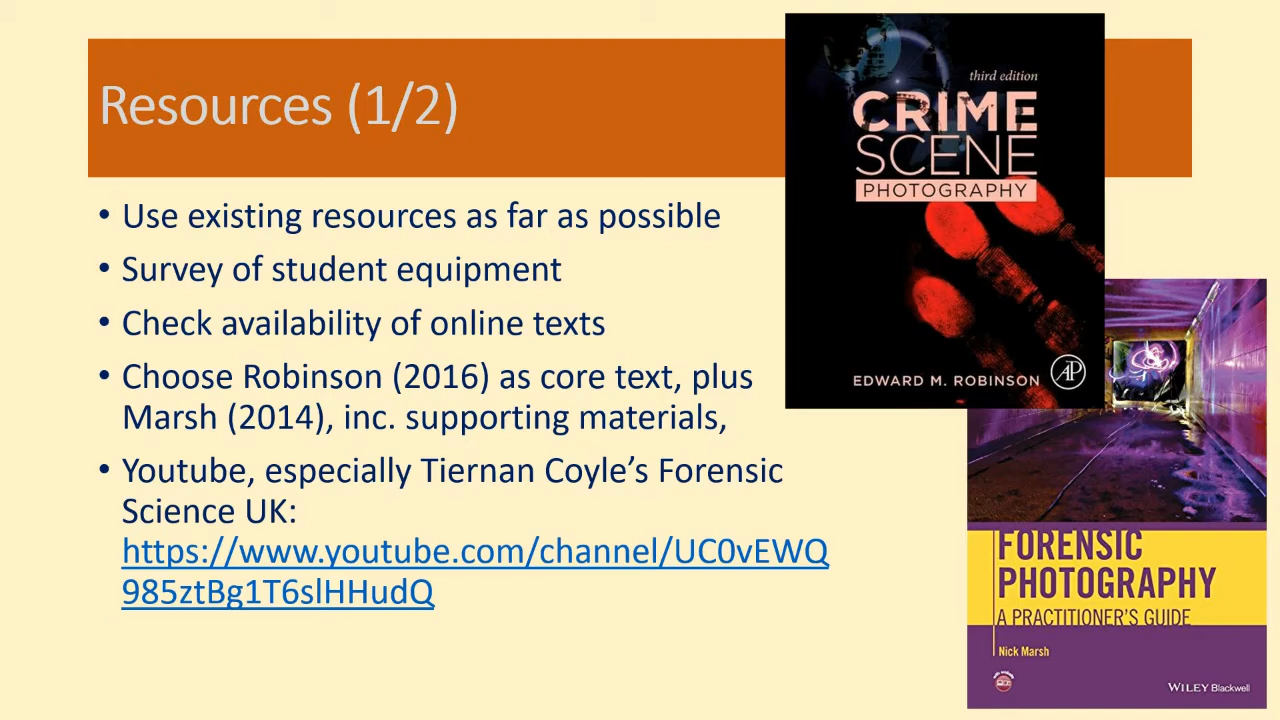 Resources (1/2)
• Use existing resources as far as possible
• Survey of student equipment
• Check availability of online texts
• Choose Robinson (2016) as core text, plus
Marsh (2014), inc. supporting materials,
• Youtube, especially Tiernan Coyle’s Forensic
Science UK:
https://www.youtube.com/channel/UC0vEWQ
985ztBg1T6slHHudQ
third edition
CRIME
SCENE
PHOTOGRAPHY
EDWARD M. ROBINSON
AP
FORENSIC
PHOTOGRAPHY
A PRACTITIONER’S GUIDE
Nick Marsh
WILEY Blackwell